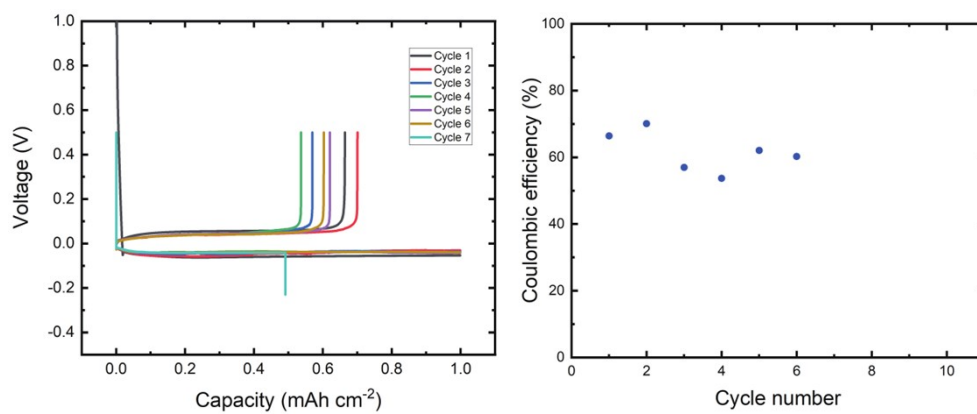 Voltage (V)
1.0
0.8
0.6
0.4
0.2
0.0
-0.2
-0.4
Cycle 1
Cycle 2
Cycle 3
Cycle 4
Cycle 5
Cycle 6
Cycle 7
0.0 0.2 0.4 0.6 0.8 1.0
Capacity (mAh cm-2)
Coulombic efficiency (%)
100
80
60
40
20
0
0 2 4 6 8 10
Cycle number